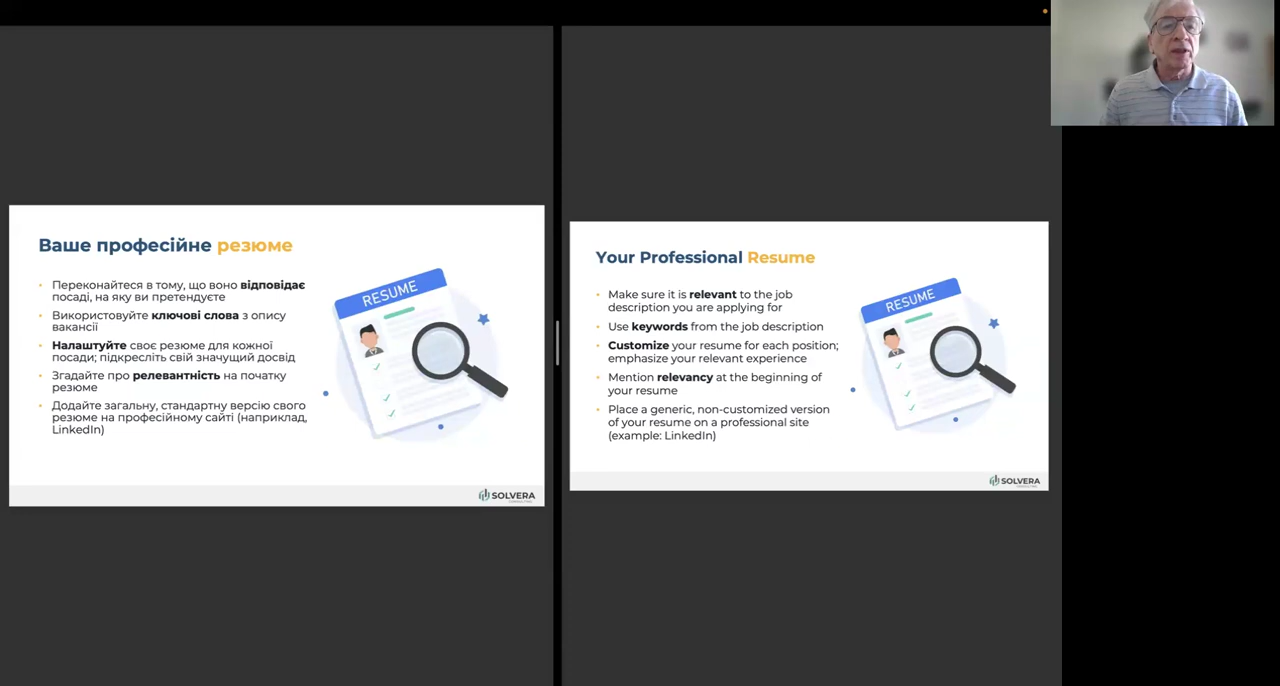 Ваше професійне резюме
• Переконайтеся в тому, що воно відповідає
посаді, на яку ви претендуєте
• Використовуйте ключові слова з опису
вакансії
• Налаштуйте своє резюме для кожної
посади; підкресліть свій значущий досвід
• Згадайте про релевантність на початку
резюме
• Додайте загальну, стандартну версію свого
резюме на професійному сайті (наприклад,
LinkedIn)
RESUME
SOLVERA
Your Professional Resume
• Make sure it is relevant to the job
description you are applying for
• Use keywords from the job description
• Customize your resume for each position;
emphasize your relevant experience
• Mention relevancy at the beginning of
your resume
• Place a generic, non-customized version
of your resume on a professional site
(example: LinkedIn)
RESUME
SOLVERA